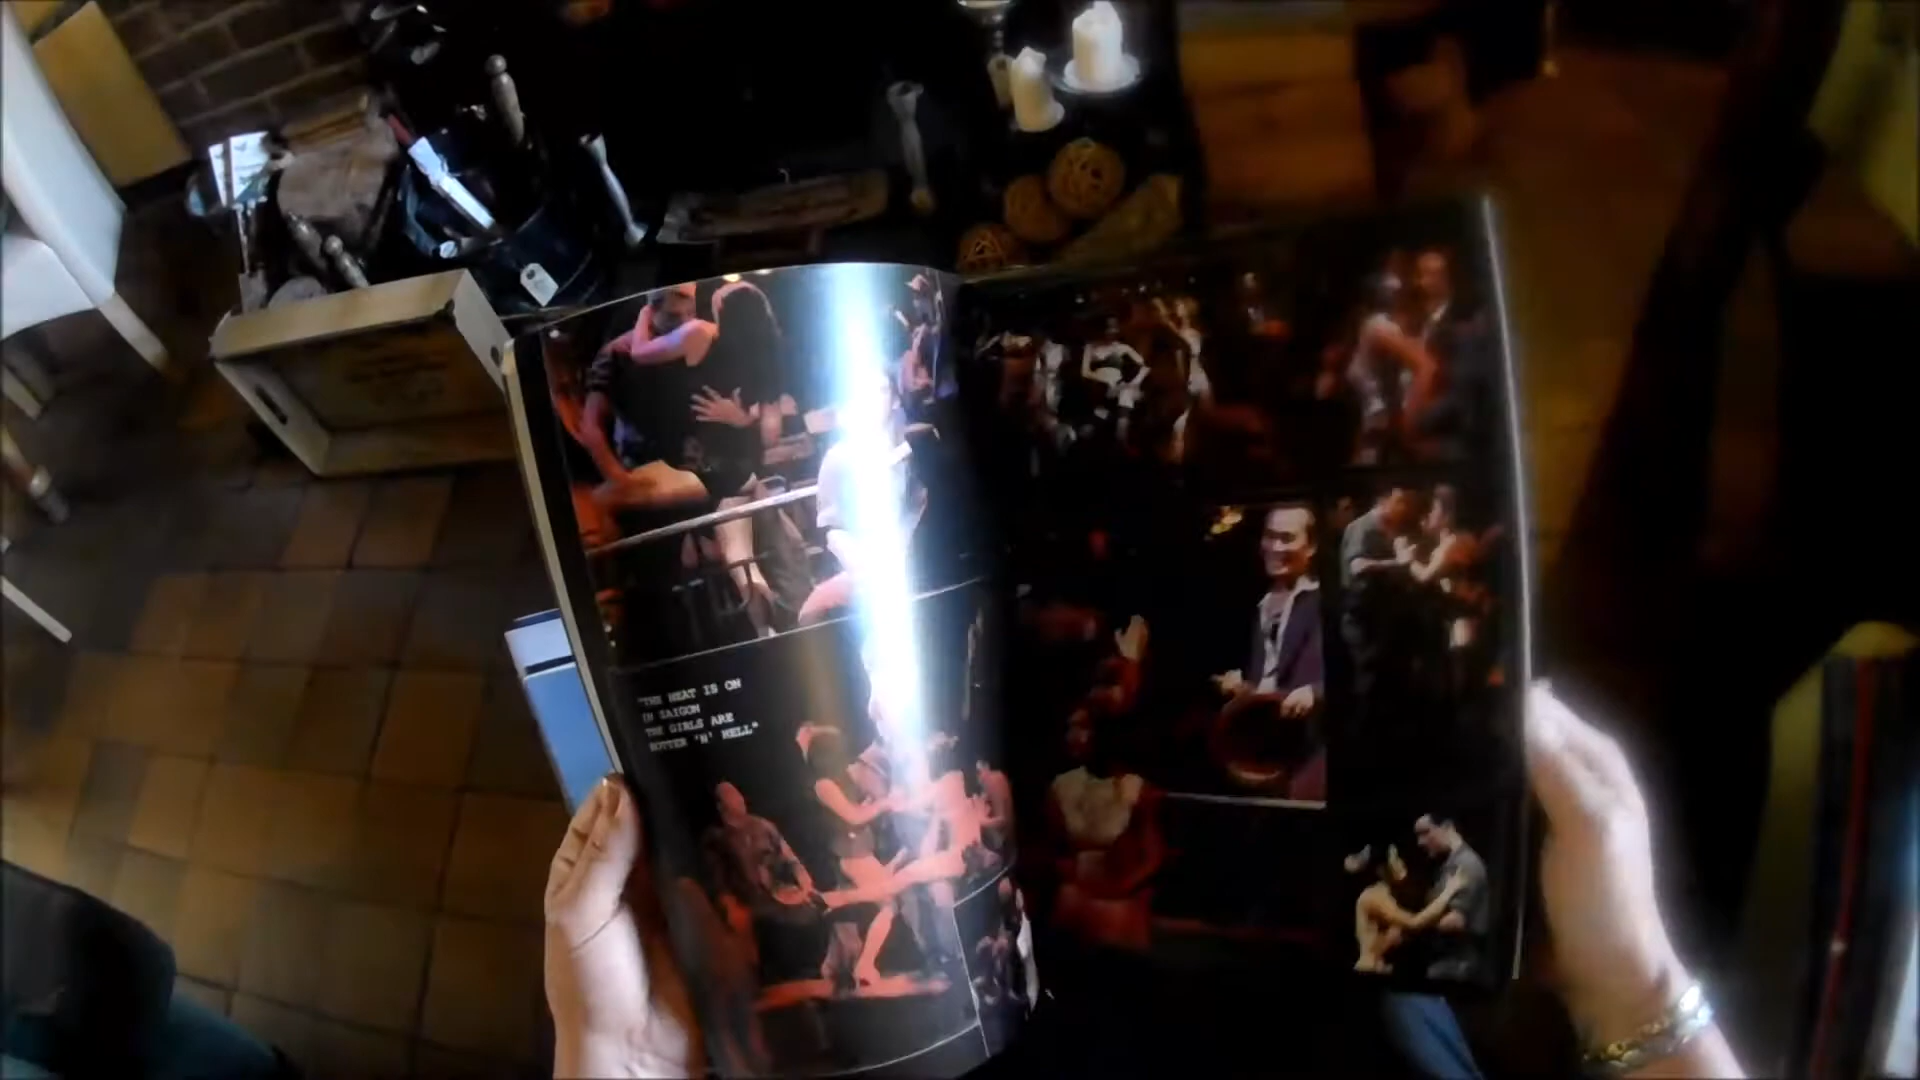 "THE HEAT IS ON
IN SAIGON
THE GIRLS ARE
HOTTER 'N' HELL"